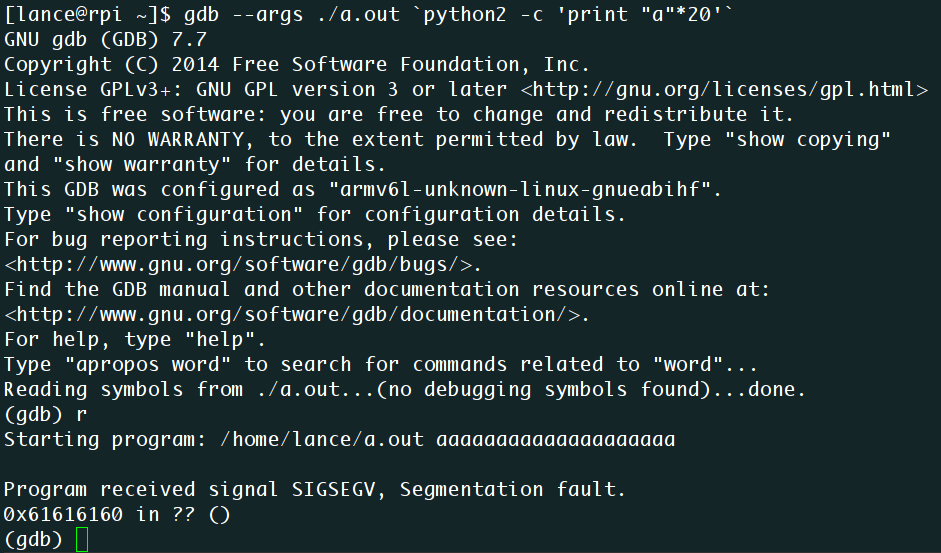 [lance@rpi ~]$ gdb --args ./a.out `python2 -c 'print "a"*20'`
GNU gdb (GDB) 7.7
Copyright (C) 2014 Free Software Foundation, Inc.
License GPLv3+: GNU GPL version 3 or later <http://gnu.org/licenses/gpl.html>
This is free software: you are free to change and redistribute it.
There is NO WARRANTY, to the extent permitted by law.  Type "show copying"
and "show warranty" for details.
This GDB was configured as "armv6l-unknown-linux-gnueabihf".
Type "show configuration" for configuration details.
For bug reporting instructions, please see:
<http://www.gnu.org/software/gdb/bugs/>.
Find the GDB manual and other documentation resources online at:
<http://www.gnu.org/software/gdb/documentation/>.
For help, type "help".
Type "apropos word" to search for commands related to "word"...
Reading symbols from ./a.out...(no debugging symbols found)...done.
(gdb) r
Starting program: /home/lance/a.out aaaaaaaaaaaaaaaaaaaa

Program received signal SIGSEGV, Segmentation fault.
0x61616160 in ?? ()
(gdb)